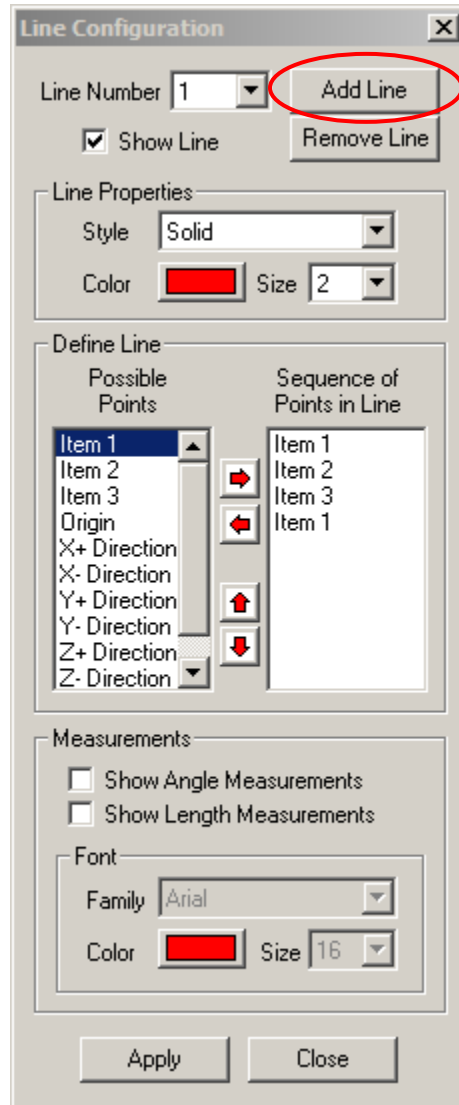 Line Configuration
Line Number 1 Add Line
Show Line Remove Line
Line Properties
Style Solid
Color Size 2
Define Line
Possible Points
Sequence of Points in Line
Item 1
Item 2
Item 3
Origin
X+ Direction
X- Direction
Y+ Direction
Y- Direction
Z+ Direction
Z- Direction
Item 1
Item 2
Item 3
Item 1
Measurements
Show Angle Measurements
Show Length Measurements
Font
Family Arial
Color Size 16
Apply Close